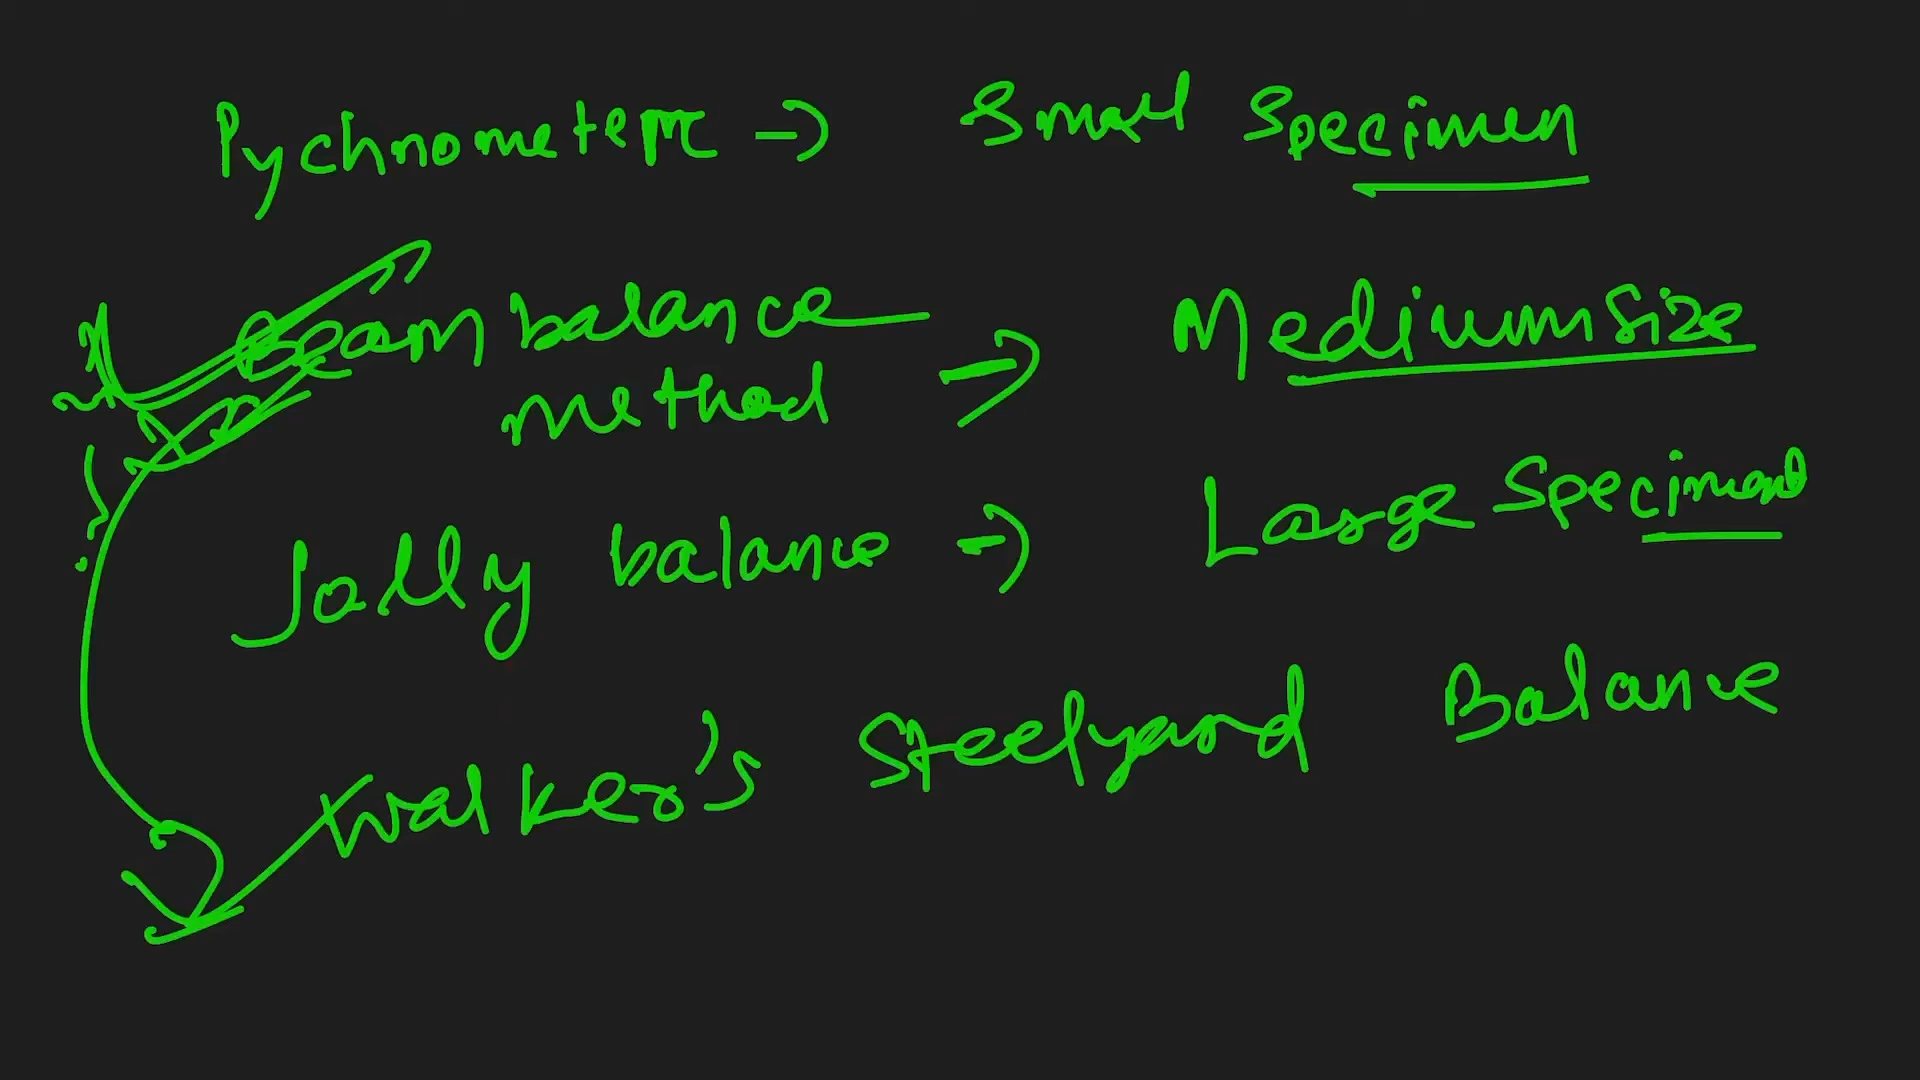 Pychnometer → Small Specimen
Beam balance method → Medium Size
Jolly balance → Large Specimen
Walker's Steelyard Balance